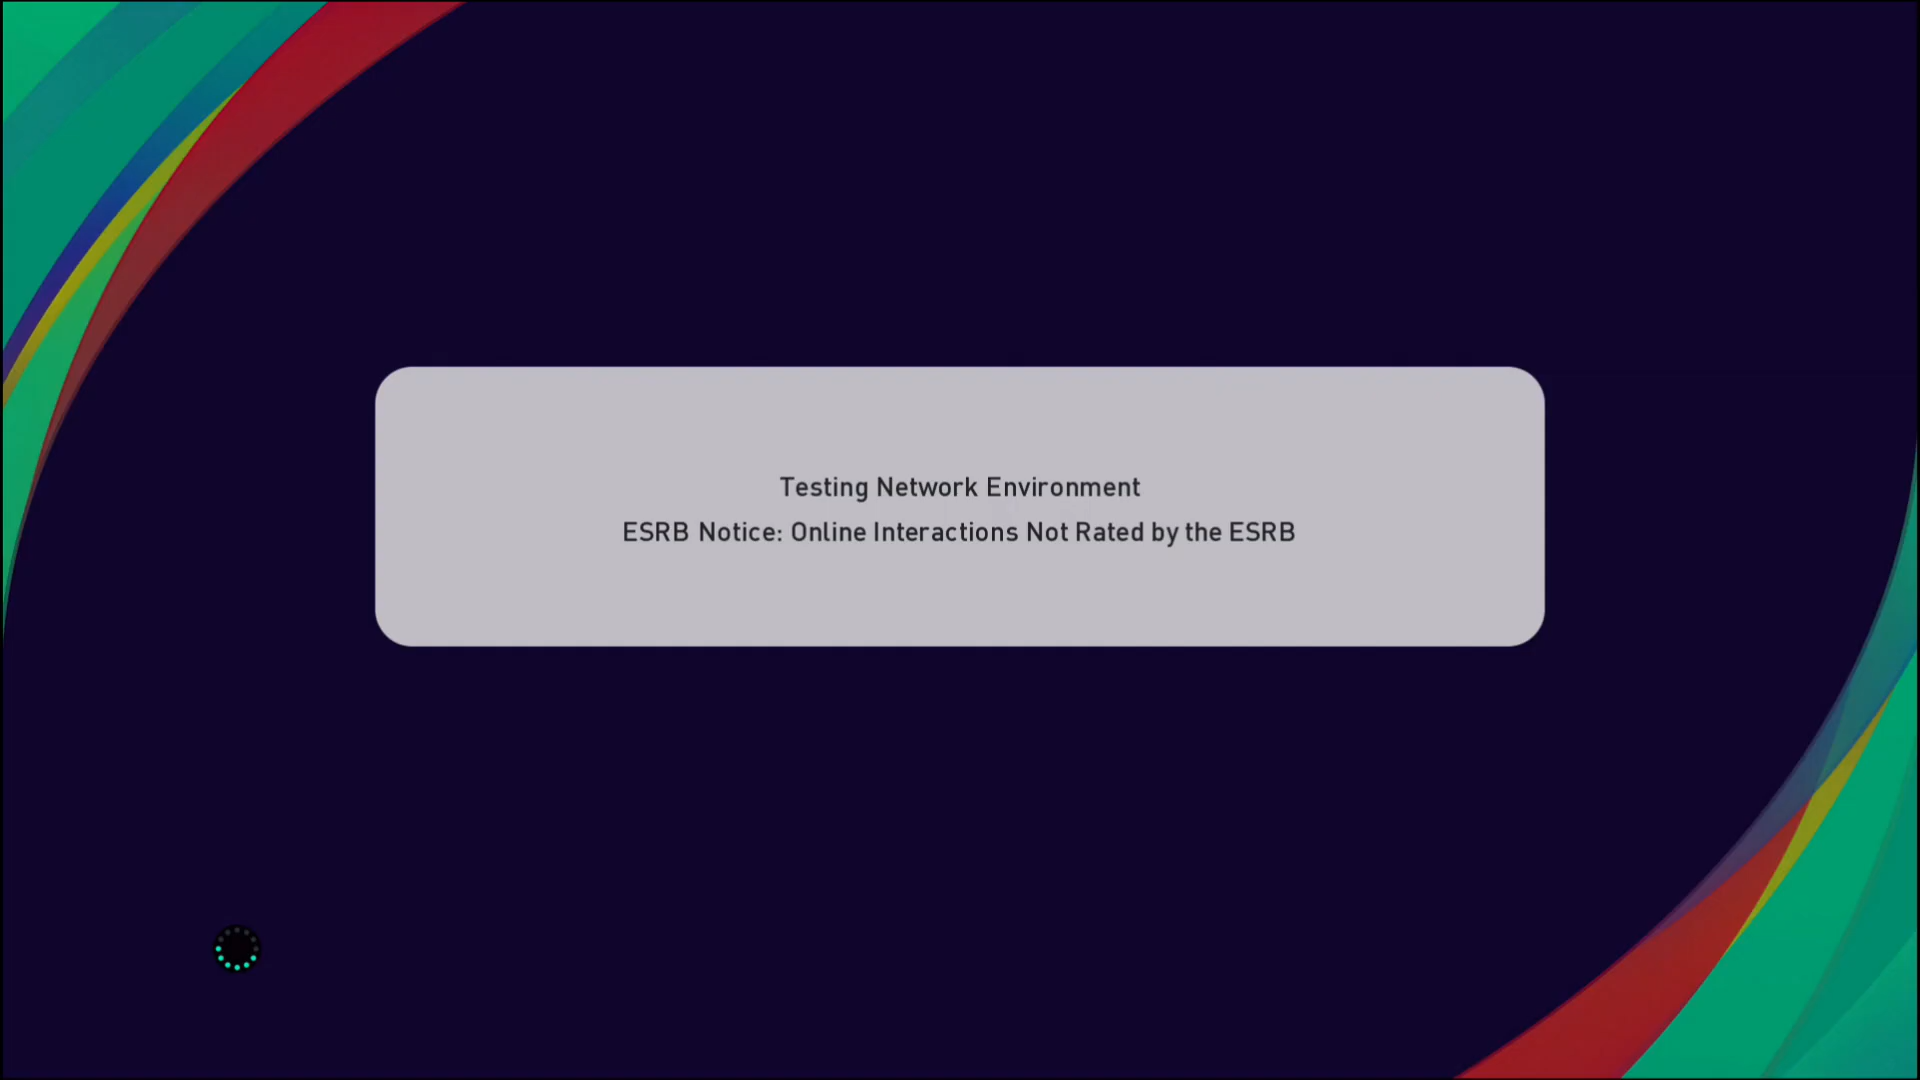 Testing Network Environment
ESRB Notice: Online Interactions Not Rated by the ESRB